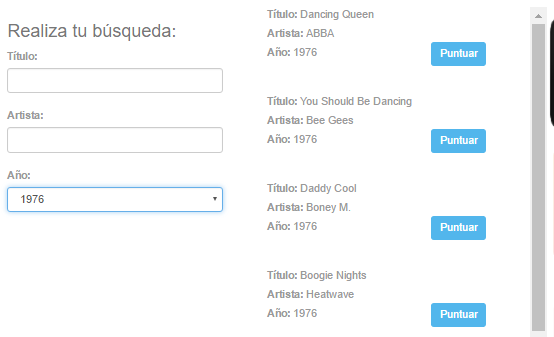 Realiza tu búsqueda:
Título:
Artista:
Año:
1976
Título: Dancing Queen
Artista: ABBA
Año: 1976
Puntuar
Título: You Should Be Dancing
Artista: Bee Gees
Año: 1976
Puntuar
Título: Daddy Cool
Artista: Boney M.
Año: 1976
Puntuar
Título: Boogie Nights
Artista: Heatwave
Año: 1976
Puntuar